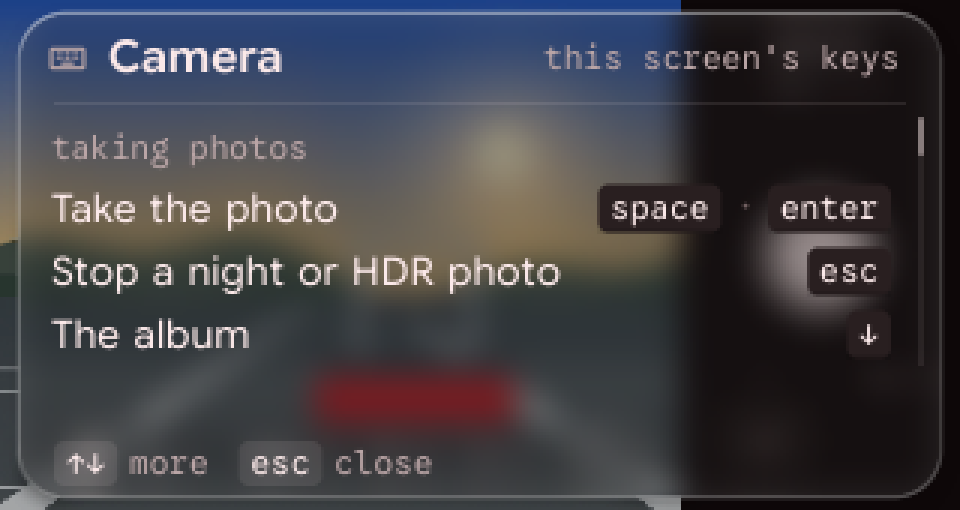 Camera this screen's keys
taking photos
Take the photo space · enter
Stop a night or HDR photo esc
The album ↓
↑↓ more esc close